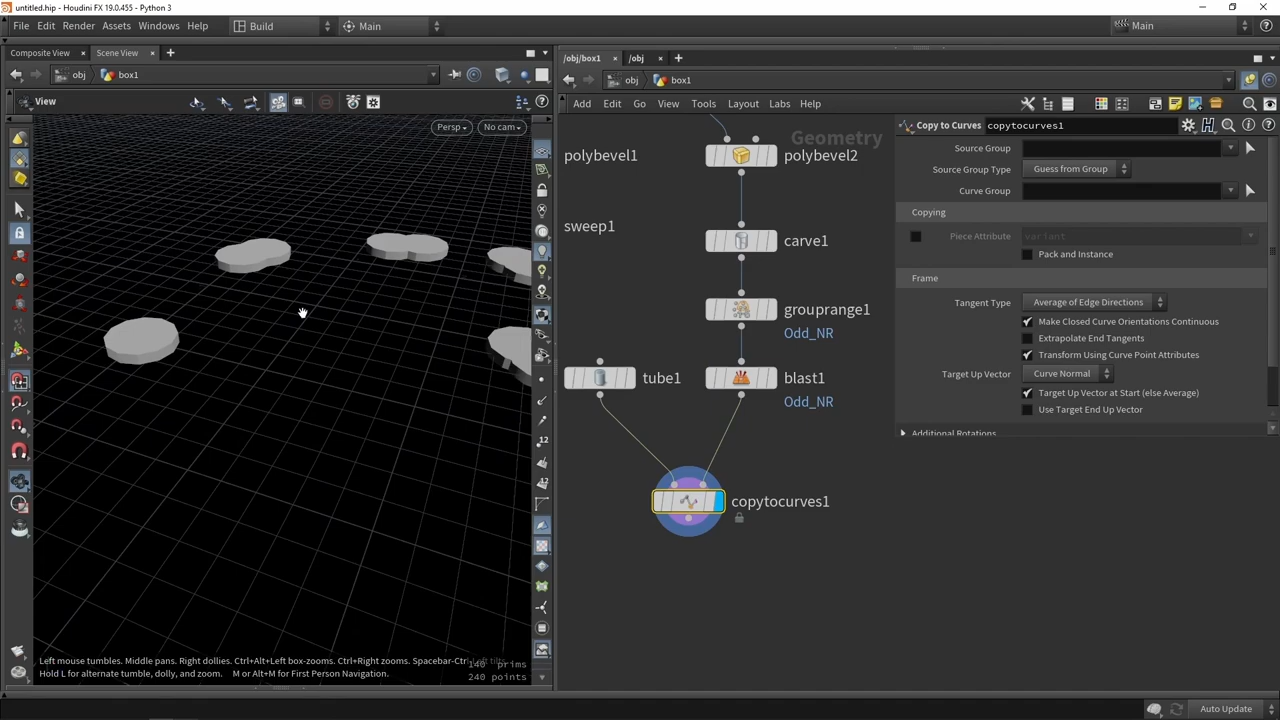 untitled.hip - Houdini FX 19.0.455 - Python 3
File Edit Render Assets Windows Help
Build
Main
Main
Composite View
Scene View
/obj/box1
/obj
obj
box1
obj
box1
View
Add Edit Go View Tools Layout Labs Help
Persp
No cam
Geometry
polybevel1
polybevel2
sweep1
carve1
grouprange1
Odd_NR
tube1
blast1
Odd_NR
copytocurves1
Copy to Curves
copytocurves1
Source Group
Source Group Type
Guess from Group
Curve Group
Copying
Piece Attribute
variant
Pack and Instance
Frame
Tangent Type
Average of Edge Directions
Make Closed Curve Orientations Continuous
Extrapolate End Tangents
Transform Using Curve Point Attributes
Target Up Vector
Curve Normal
Target Up Vector at Start (else Average)
Use Target End Up Vector
Additional Rotations
12
12
Left mouse tumbles. Middle pans. Right dollies. Ctrl+Alt+Left box-zooms. Ctrl+Right zooms. Spacebar-Ctrl-Left tilts.
Hold L for alternate tumble, dolly, and zoom. M or Alt+M for First Person Navigation.
140 prims
240 points
Auto Update